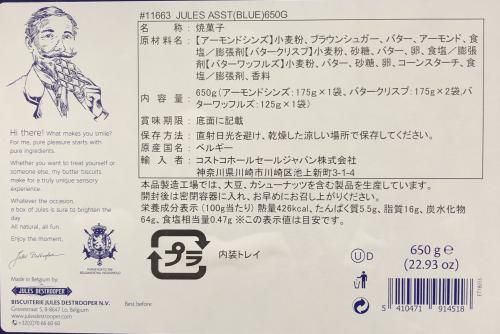 #11663 JULES ASST(BLUE)650G
名称：焼菓子
原材料名：【アーモンドシンズ】小麦粉、ブラウンシュガー、バター、アーモンド、食
塩／膨張剤【バタークリスプ】小麦粉、砂糖、バター、卵、食塩／膨張剤
【バターワッフルズ】小麦粉、バター、砂糖、卵、コーンスターチ、食
塩／膨張剤、香料
内容量：650g(アーモンドシンズ：175g×1袋、バタークリスプ：175g×2袋、バ
ターワッフルズ：125g×1袋)
賞味期限：底面に記載
保存方法：直射日光を避け、乾燥した涼しい場所で保存してください。
原産国名：ベルギー
輸入者：コストコホールセールジャパン株式会社
神奈川県川崎市川崎区池上新町3-1-4
本品製造工場では、大豆、カシューナッツを含む製品を生産しています。
開封後は密閉容器に入れ、お早めにお召し上がりください。
栄養成分表示（100g当たり）熱量426kcal、たんぱく質5.5g、脂質16g、炭水化物
64g、食塩相当量0.47g ※この表示値は目安です。
プラ
内装トレイ
Hi there! What makes you smile?
For me, pure pleasure starts with
pure ingredients.
Whether you want to treat yourself or
someone else, my butter biscuits
make for a truly unique sensory
experience.
Whatever the occasion,
a box of Jules is sure to brighten the
day.
All natural, all fun.
Enjoy the moment,
Jules Destrooper
Made in Belgium by
JULES DESTROOPER
BISCUITERIE JULES DESTROOPER N.V.
Gravestraat 5, B-8647 Lo, Belgium
www.julesdestrooper.com
+32(0)70 66 60 60
Best before:
U D
650 g e
(22.93 oz)
5 410471 914518